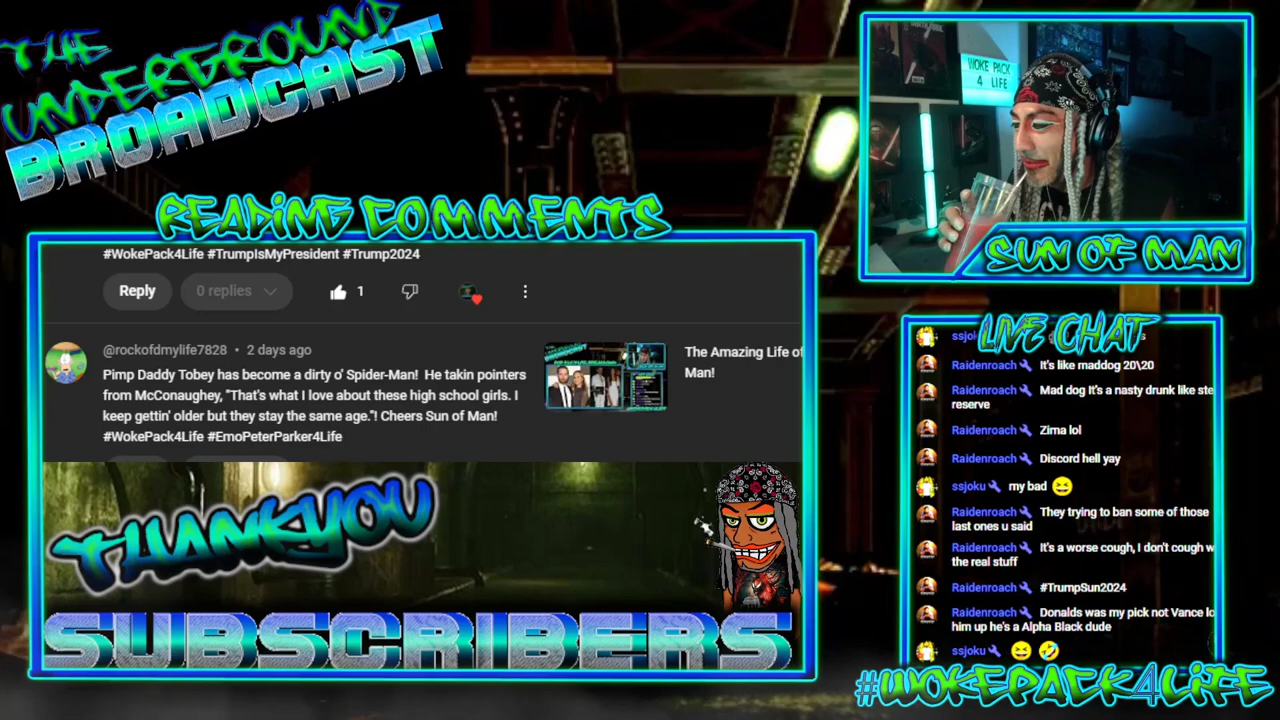 THE
UNDERGROUND
BROADCAST
READING COMMENTS
#WokePack4Life #TrumpIsMyPresident #Trump2024
Reply
0 replies
1
@rockofdmylife7828 • 2 days ago
Pimp Daddy Tobey has become a dirty o' Spider-Man! He takin pointers
from McConaughey, "That's what I love about these high school girls. I
keep gettin' older but they stay the same age."! Cheers Sun of Man!
#WokePack4Life #EmoPeterParker4Life
The Amazing Life of
Man!
THANKYOU
SUBSCRIBERS
WOKE PACK
4 LIFE
SUN OF MAN
LIVE CHAT
Raidenroach It's like maddog 20\20
Raidenroach Mad dog It's a nasty drunk like ste
reserve
Raidenroach Zima lol
Raidenroach Discord hell yay
ssjoku my bad 😆
Raidenroach They trying to ban some of those
last ones u said
Raidenroach It's a worse cough, I don't cough w
the real stuff
Raidenroach #TrumpSun2024
Raidenroach Donalds was my pick not Vance lo
him up he's a Alpha Black dude
ssjoku 😆 🤣
#WOKEPACK4LIFE